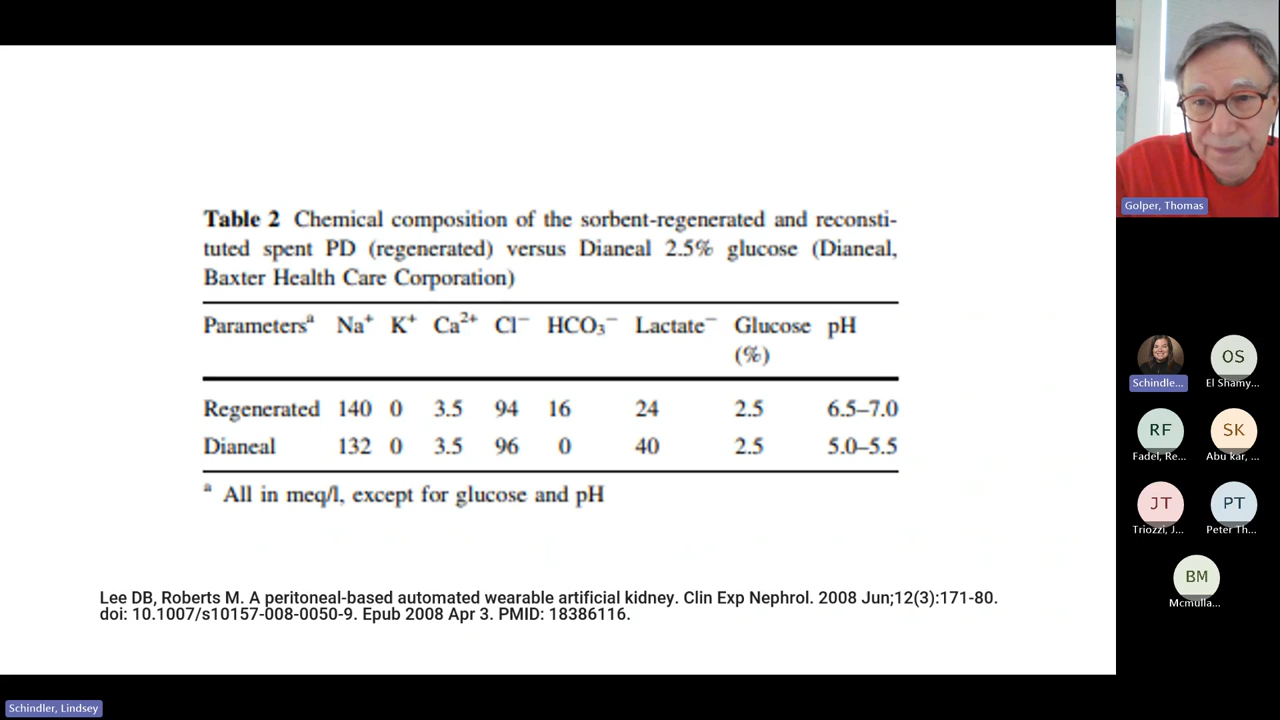 Table 2 Chemical composition of the sorbent-regenerated and reconsti-
tuted spent PD (regenerated) versus Dianeal 2.5% glucose (Dianeal,
Baxter Health Care Corporation)
Parametersᵃ Na⁺ K⁺ Ca²⁺ Cl⁻ HCO₃⁻ Lactate⁻ Glucose pH
(%)
Regenerated 140 0 3.5 94 16 24 2.5 6.5–7.0
Dianeal 132 0 3.5 96 0 40 2.5 5.0–5.5
ᵃ All in meq/l, except for glucose and pH
Lee DB, Roberts M. A peritoneal-based automated wearable artificial kidney. Clin Exp Nephrol. 2008 Jun;12(3):171-80.
doi: 10.1007/s10157-008-0050-9. Epub 2008 Apr 3. PMID: 18386116.
Schindler, Lindsey
Golper, Thomas
Schindle...
OS
El Shamy,...
RF
Fadel, Re...
SK
Abu kar, ...
JT
Triozzi, J...
PT
Peter Th...
BM
Mcmulla...